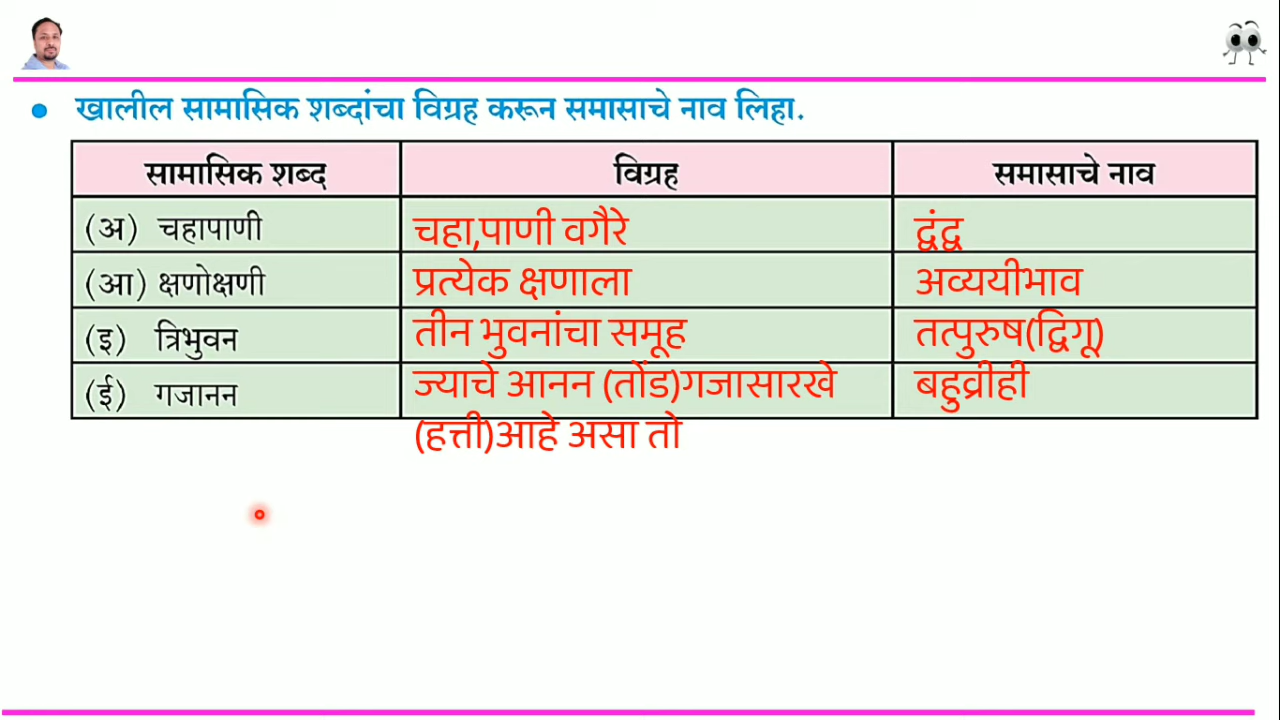 खालील सामासिक शब्दांचा विग्रह करून समासाचे नाव लिहा.
सामासिक शब्द विग्रह समासाचे नाव
(अ) चहापाणी चहा,पाणी वगैरे द्वंद्व
(आ) क्षणोक्षणी प्रत्येक क्षणाला अव्ययीभाव
(इ) त्रिभुवन तीन भुवनांचा समूह तत्पुरुष(द्विगू)
(ई) गजानन ज्याचे आनन (तोंड)गजासारखे बहुव्रीही
(हत्ती)आहे असा तो